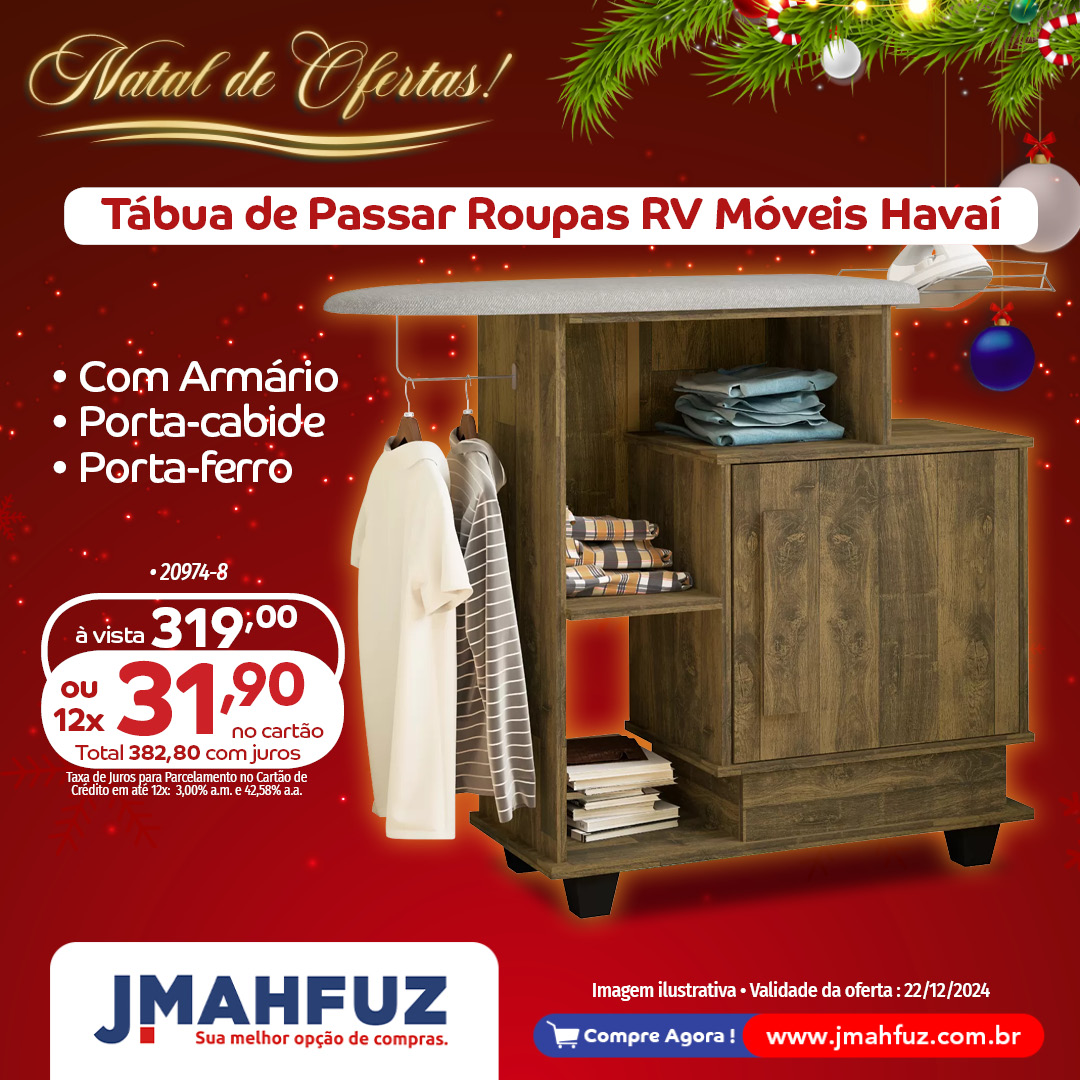 Natal de Ofertas!
Tábua de Passar Roupas RV Móveis Havaí
• Com Armário
• Porta-cabide
• Porta-ferro
• 20974-8
à vista 319,00
ou 12x 31,90
no cartão
Total 382,80 com juros
Taxa de Juros para Parcelamento no Cartão de
Crédito em até 12x: 3,00% a.m. e 42,58% a.a.
JMAHFUZ
Sua melhor opção de compras.
Imagem ilustrativa • Validade da oferta : 22/12/2024
Compre Agora !
www.jmahfuz.com.br